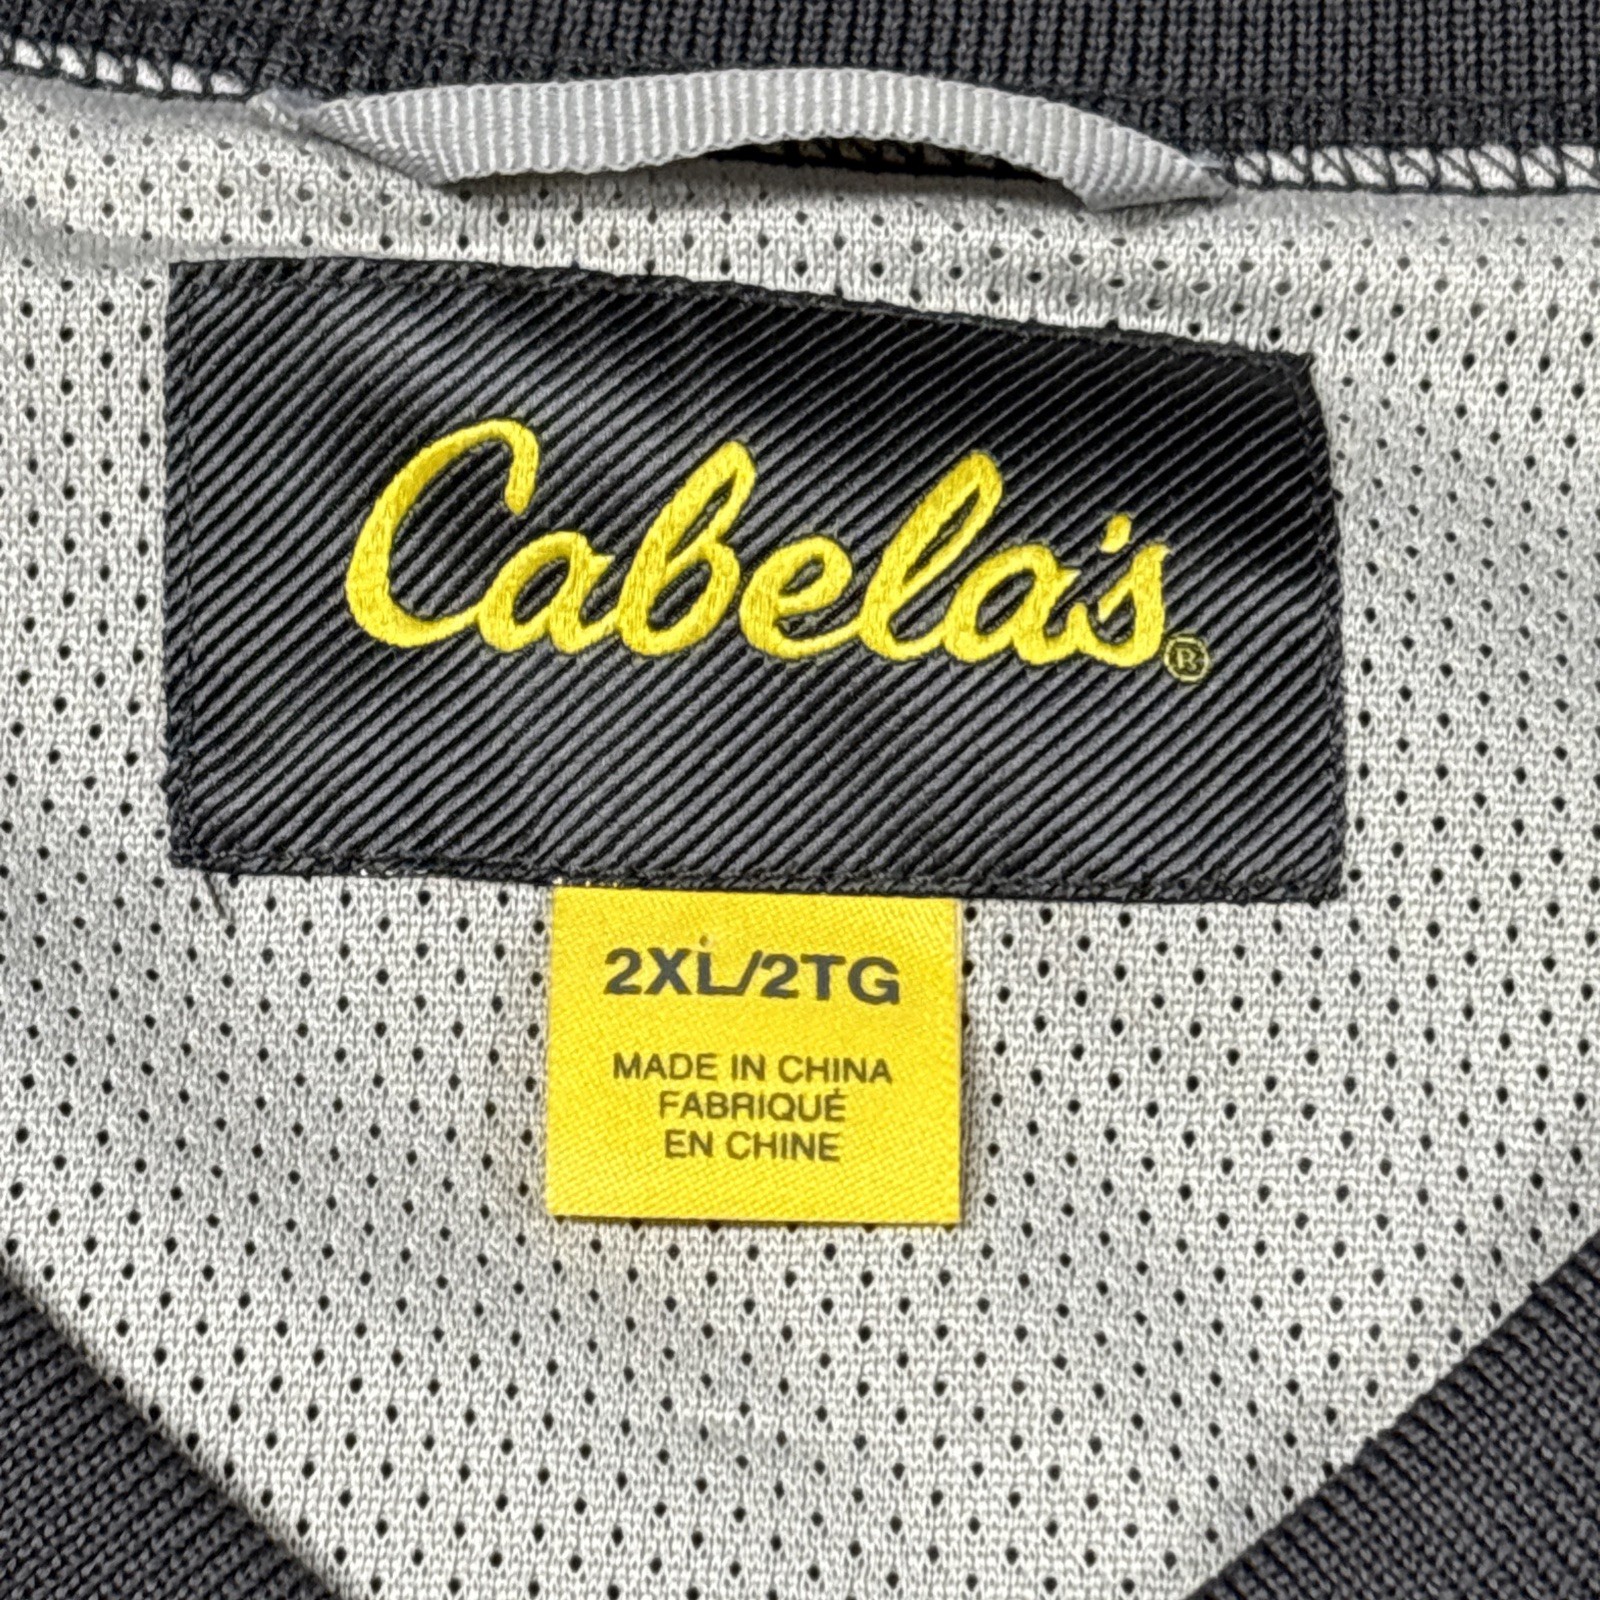 Cabela's®
2XL/2TG
MADE IN CHINA
FABRIQUÉ
EN CHINE